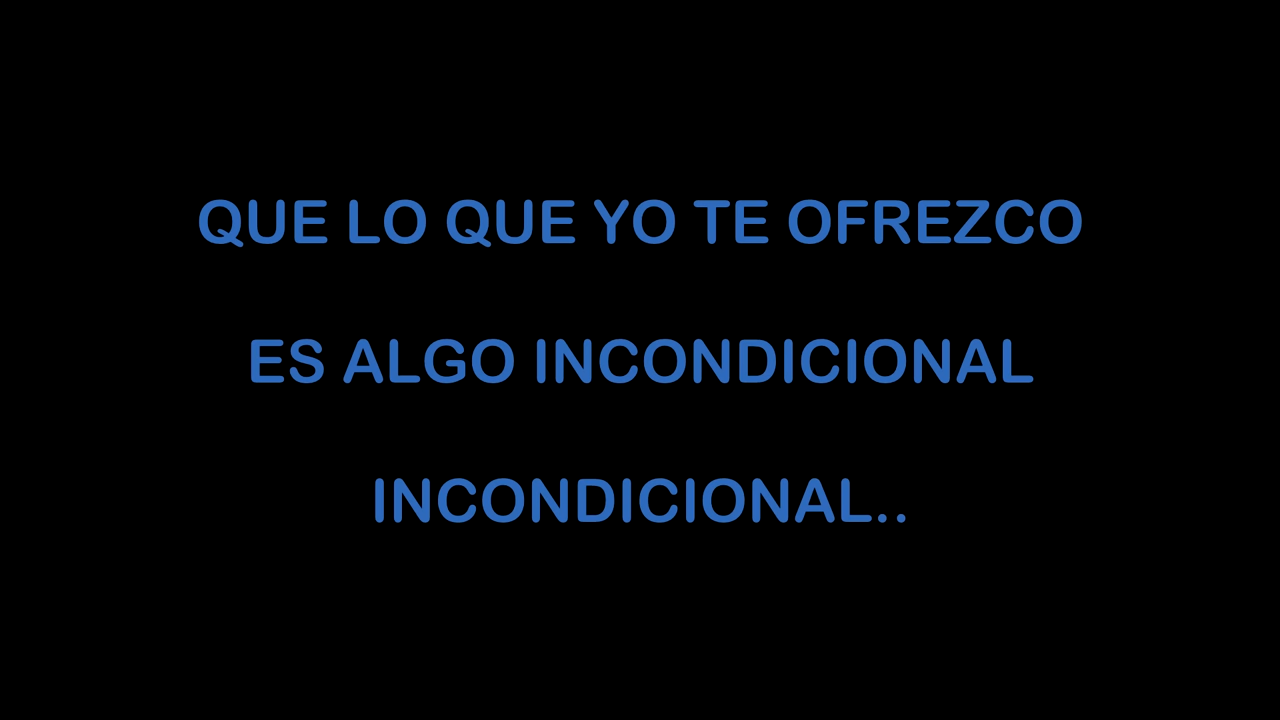 QUE LO QUE YO TE OFREZCO
ES ALGO INCONDICIONAL
INCONDICIONAL..